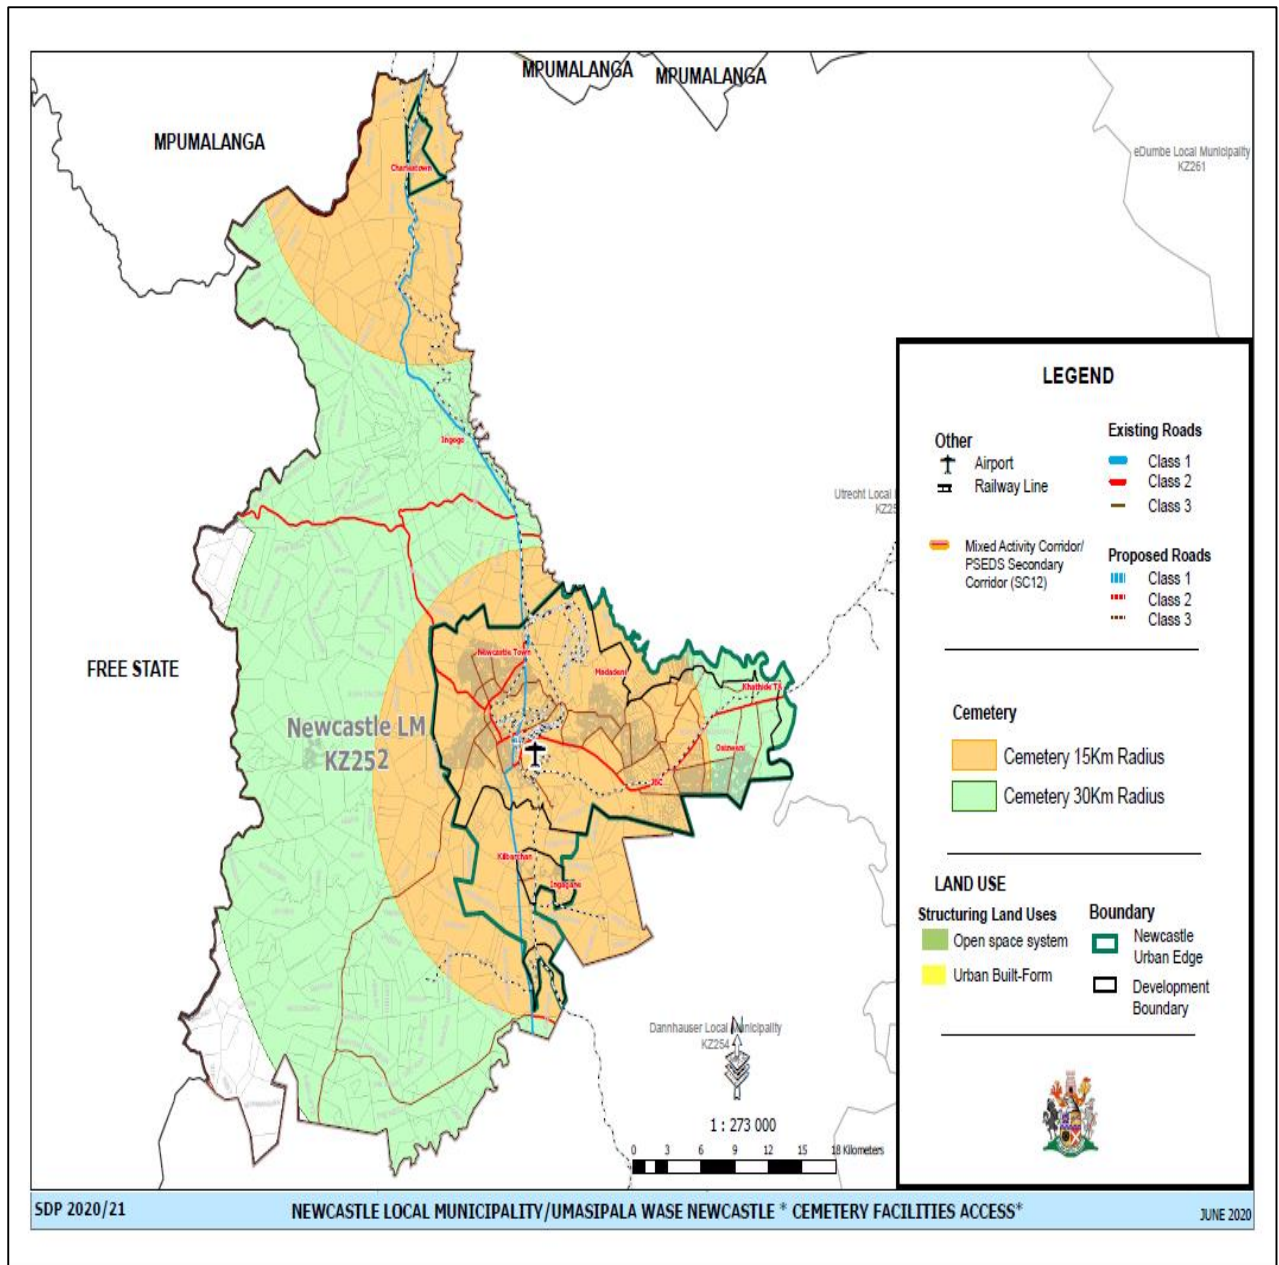 MPUMALANGA
MPUMALANGA
MPUMALANGA
eDumbe Local Municipality
KZ261
Charlestown
Ingogo
Utrecht Local
KZ25
FREE STATE
Newcastle LM
KZ252
Newcastle Town
Madadeni
Khathide TA
Osizweni
JBC
Kilbarchan
Ingagane
Dannhauser Local Municipality
KZ254
N
1 : 273 000
0 3 6 9 12 15 18 Kilometers
LEGEND
Other
Airport
Railway Line
Mixed Activity Corridor/
PSEDS Secondary
Corridor (SC12)
Existing Roads
Class 1
Class 2
Class 3
Proposed Roads
Class 1
Class 2
Class 3
Cemetery
Cemetery 15Km Radius
Cemetery 30Km Radius
LAND USE
Structuring Land Uses
Open space system
Urban Built-Form
Boundary
Newcastle
Urban Edge
Development
Boundary
SDP 2020/21
NEWCASTLE LOCAL MUNICIPALITY/UMASIPALA WASE NEWCASTLE * CEMETERY FACILITIES ACCESS*
JUNE 2020